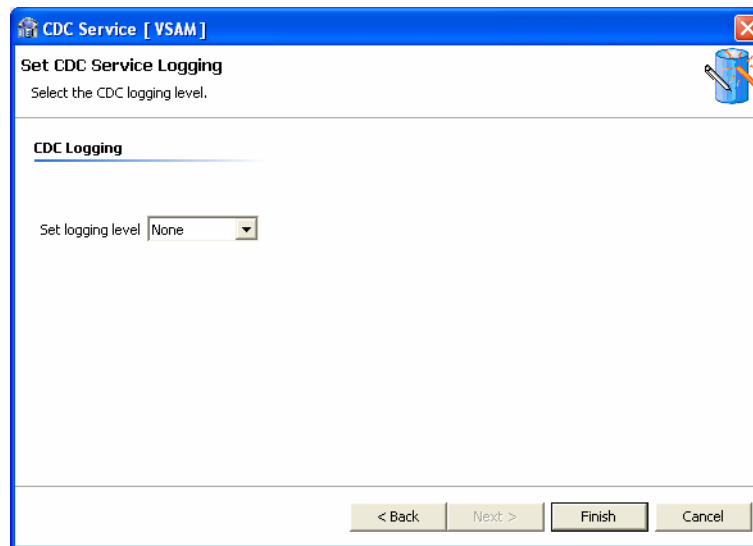 CDC Service [ VSAM ]
Set CDC Service Logging
Select the CDC logging level.
CDC Logging
Set logging level None
< Back Next > Finish Cancel